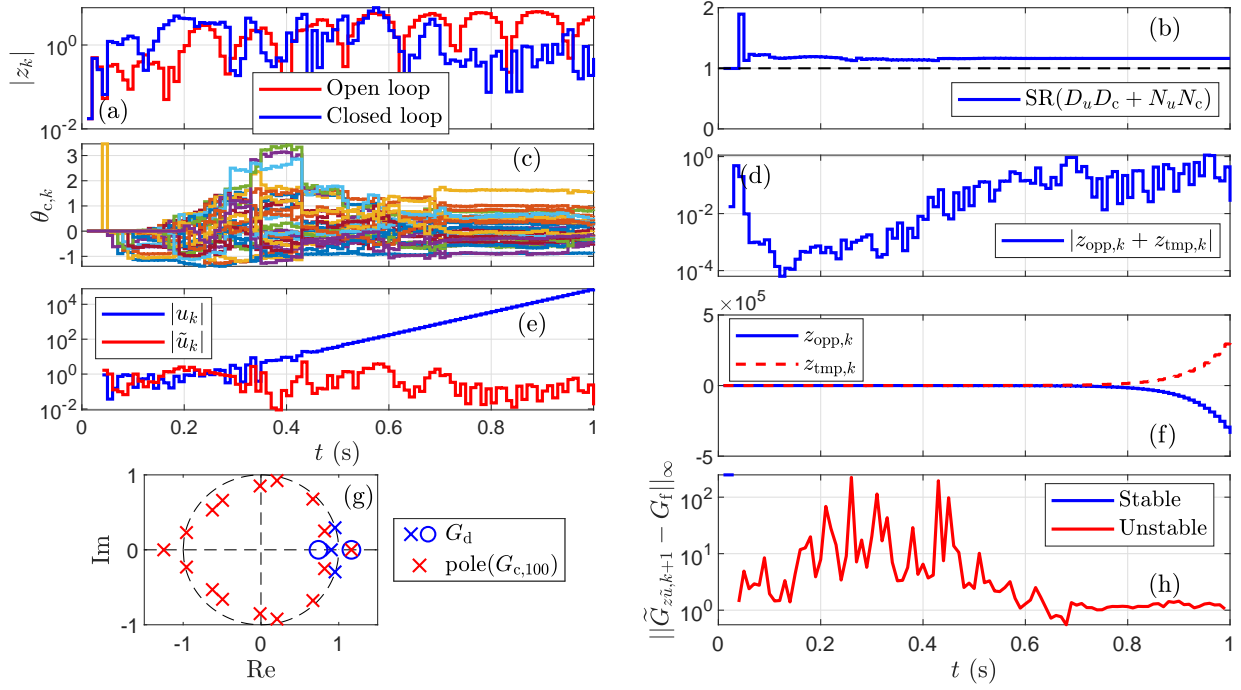 10^0
10^-2
|z_k|
(a)
Open loop
Closed loop
2
1
0
(b)
SR(D_u D_c + N_u N_c)
3
2
1
0
-1
θ_c,k
(c)
10^0
10^-2
10^-4
(d)
|z_opp,k + z_tmp,k|
10^4
10^2
10^0
10^-2
|u_k|
|ũ_k|
(e)
0 0.2 0.4 0.6 0.8 1
t (s)
×10^5
5
0
-5
z_opp,k
z_tmp,k
(f)
1
0
-1
Im
(g)
-1 0 1
Re
G_d
pole(G_c,100)
10^2
10^1
10^0
||G̃_zũ,k+1 − G_f||_∞
Stable
Unstable
(h)
0 0.2 0.4 0.6 0.8 1
t (s)